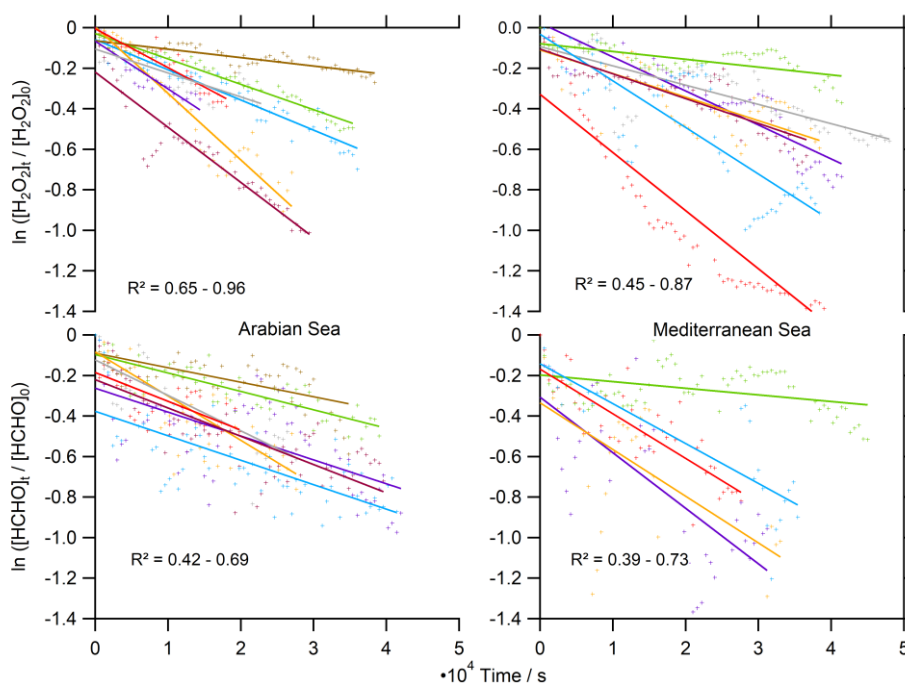 0
-0.2
-0.4
-0.6
-0.8
-1.0
-1.2
-1.4
ln ([H₂O₂]ₜ / [H₂O₂]₀)
R² = 0.65 - 0.96
Arabian Sea
0
-0.2
-0.4
-0.6
-0.8
-1.0
-1.2
-1.4
R² = 0.45 - 0.87
Mediterranean Sea
0
-0.2
-0.4
-0.6
-0.8
-1.0
-1.2
-1.4
ln ([HCHO]ₜ / [HCHO]₀)
R² = 0.42 - 0.69
0 1 2 3 4 5
0
-0.2
-0.4
-0.6
-0.8
-1.0
-1.2
-1.4
R² = 0.39 - 0.73
0 1 2 3 4 5
•10⁴ Time / s